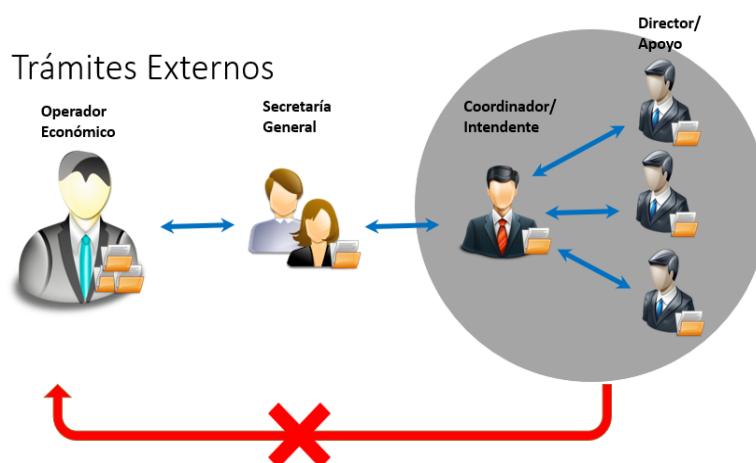 Trámites Externos
Operador
Económico
Secretaría
General
Coordinador/
Intendente
Director/
Apoyo